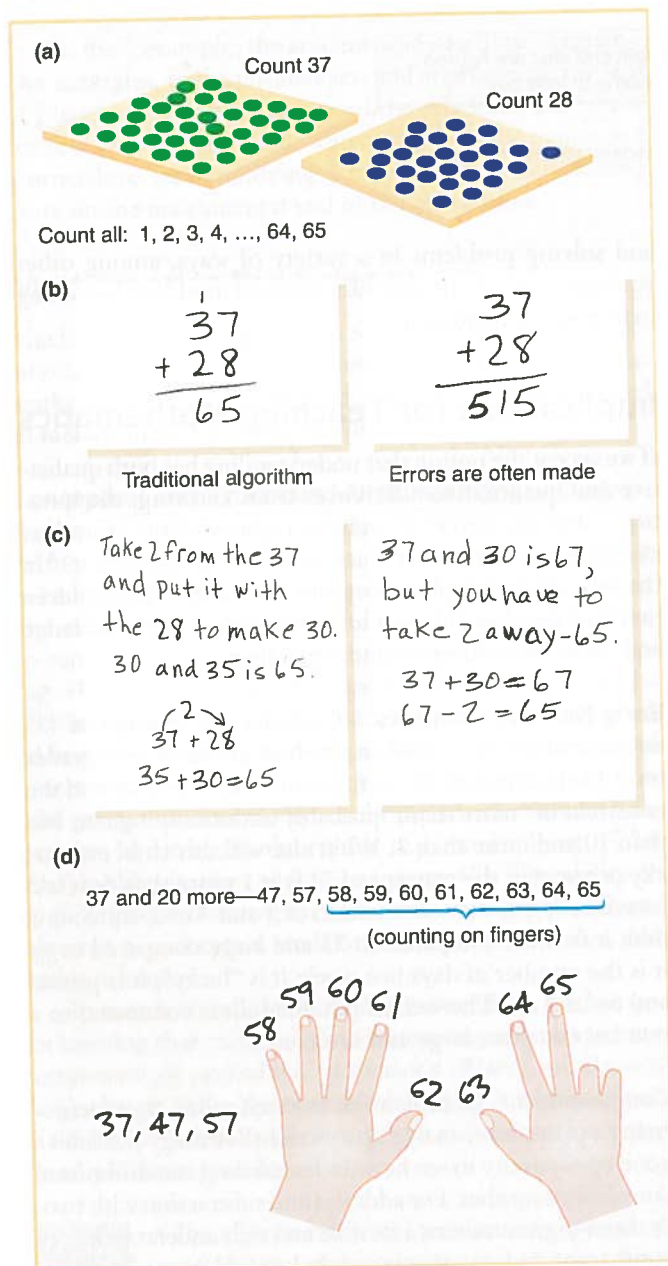 (a)
Count 37
Count 28
Count all: 1, 2, 3, 4, …, 64, 65
(b)
1
37
+ 28
65
37
+28
515
Traditional algorithm
Errors are often made
(c)
Take 2 from the 37
and put it with
the 28 to make 30.
30 and 35 is 65.
2
37 + 28
35 + 30 = 65
37 and 30 is 67,
but you have to
take 2 away-65.
37 + 30 = 67
67 - 2 = 65
(d)
37 and 20 more—47, 57, 58, 59, 60, 61, 62, 63, 64, 65
(counting on fingers)
58 59 60 61 62 63 64 65
37, 47, 57